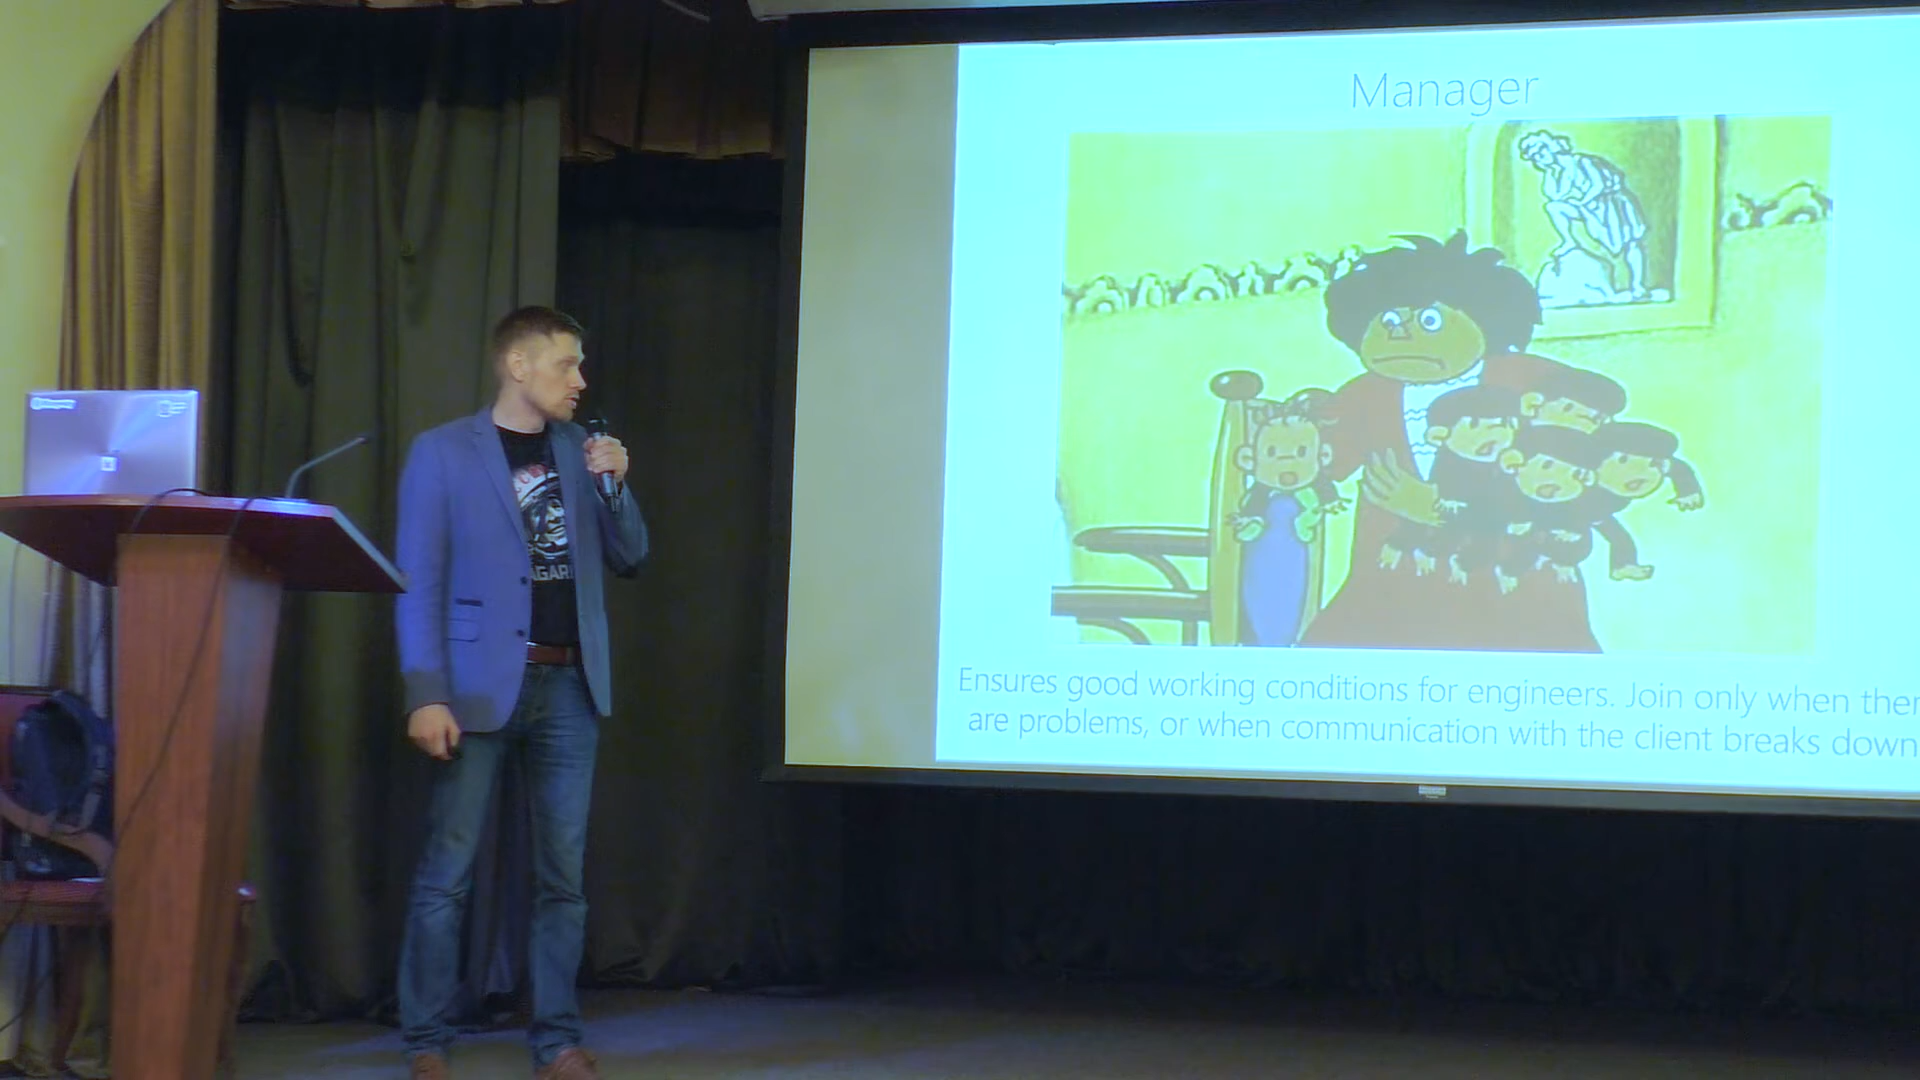 Manager
Ensures good working conditions for engineers. Join only when ther
are problems, or when communication with the client breaks down
AGARI